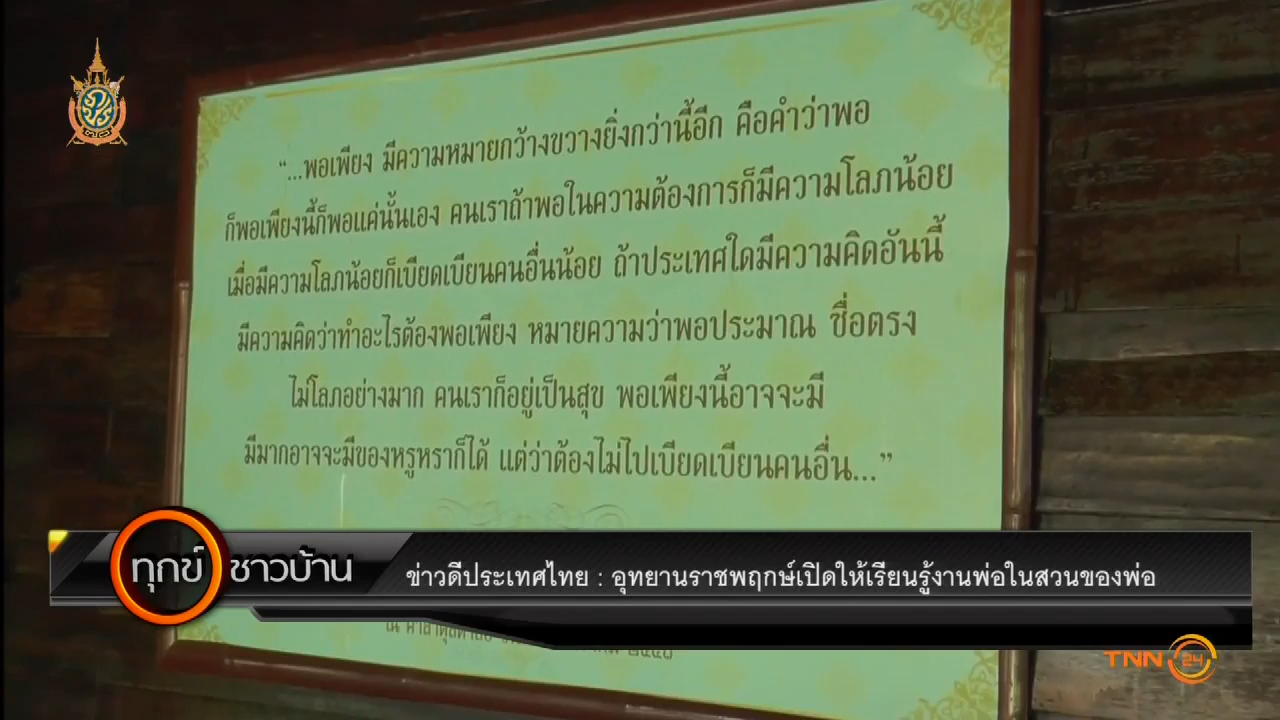 “...พอเพียง มีความหมายกว้างขวางยิ่งกว่านี้อีก คือคำว่าพอ
ก็พอเพียงนี้ก็พอแค่นั้นเอง คนเราถ้าพอในความต้องการก็มีความโลภน้อย
เมื่อมีความโลภน้อยก็เบียดเบียนคนอื่นน้อย ถ้าประเทศใดมีความคิดอันนี้
มีความคิดว่าทำอะไรต้องพอเพียง หมายความว่าพอประมาณ ซื่อตรง
ไม่โลภอย่างมาก คนเราก็อยู่เป็นสุข พอเพียงนี้อาจจะมี
มีมากอาจจะมีของหรูหราก็ได้ แต่ว่าต้องไม่ไปเบียดเบียนคนอื่น...”
ทุกข์ ชาวบ้าน
ข่าวดีประเทศไทย : อุทยานราชพฤกษ์เปิดให้เรียนรู้งานพ่อในสวนของพ่อ
TNN 24